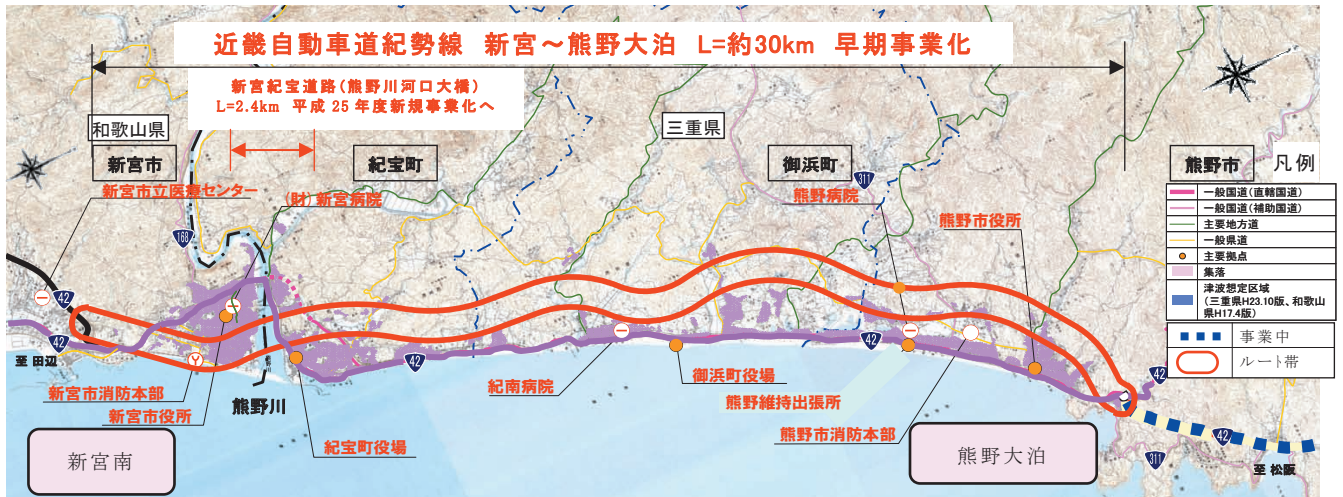 近畿自動車道紀勢線 新宮～熊野大泊 L=約30km 早期事業化
新宮紀宝道路(熊野川河口大橋)
L=2.4km 平成25年度新規事業化へ
和歌山県
三重県
新宮市
紀宝町
御浜町
熊野市
凡例
新宮市立医療センター
(財)新宮病院
熊野病院
熊野市役所
311
168
一般国道(直轄国道)
一般国道(補助国道)
主要地方道
一般県道
主要拠点
集落
津波想定区域
(三重県H23.10版、和歌山
県H17.4版)
事業中
ルート帯
42
42
42
42
42
42
311
至 田辺
新宮市消防本部
新宮市役所
熊野川
紀宝町役場
紀南病院
御浜町役場
熊野維持出張所
熊野市消防本部
至 松阪
新宮南
熊野大泊